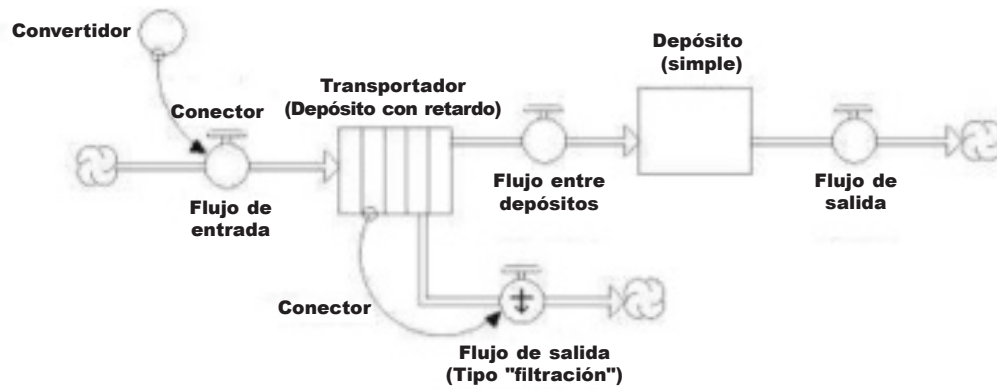 Convertidor
Conector
Transportador
(Depósito con retardo)
Depósito
(simple)
Flujo de
entrada
Flujo entre
depósitos
Flujo de
salida
Conector
Flujo de salida
(Tipo "filtración")